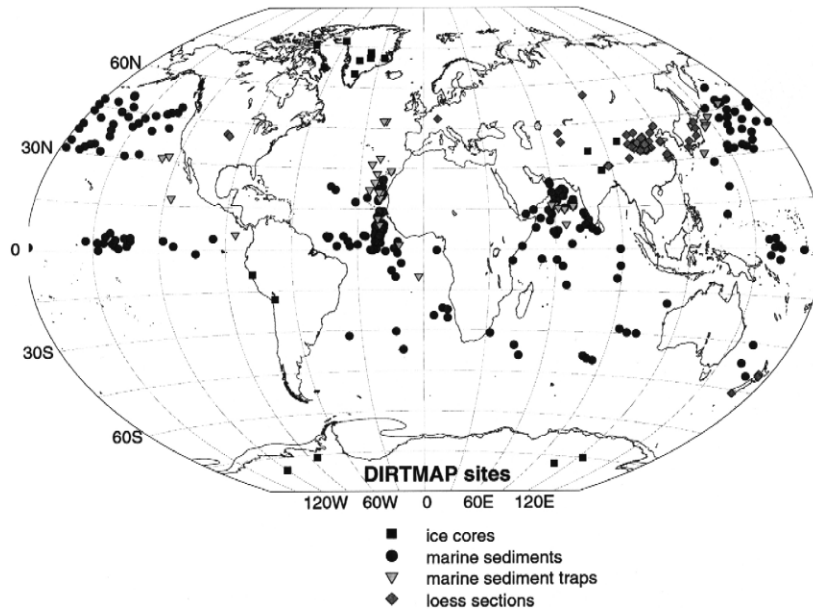 60N
30N
0
30S
60S
DIRTMAP sites
120W 60W 0 60E 120E
ice cores
marine sediments
marine sediment traps
loess sections